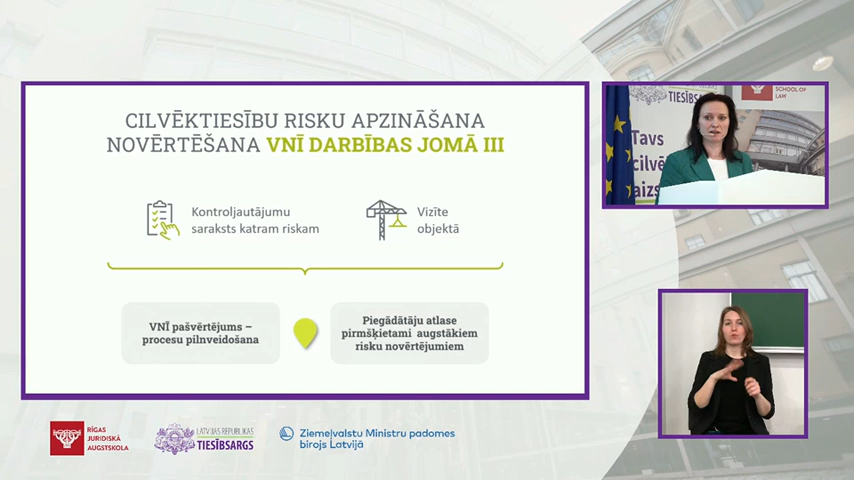 CILVĒKTIESĪBU RISKU APZINĀŠANA
NOVĒRTĒŠANA VNĪ DARBĪBAS JOMĀ III
Kontroljautājumu
saraksts katram riskam
Vizīte
objektā
VNĪ pašvērtējums –
procesu pilnveidošana
Piegādātāju atlase
pirmšķietami augstākiem
risku novērtējumiem
TIESĪBSARGS
SCHOOL OF
LAW
Tavs
cilvē
aizs
RĪGAS
JURIDISKĀ
AUGSTSKOLA
LATVIJAS REPUBLIKAS
TIESĪBSARGS
Ziemeļvalstu Ministru padomes
birojs Latvijā